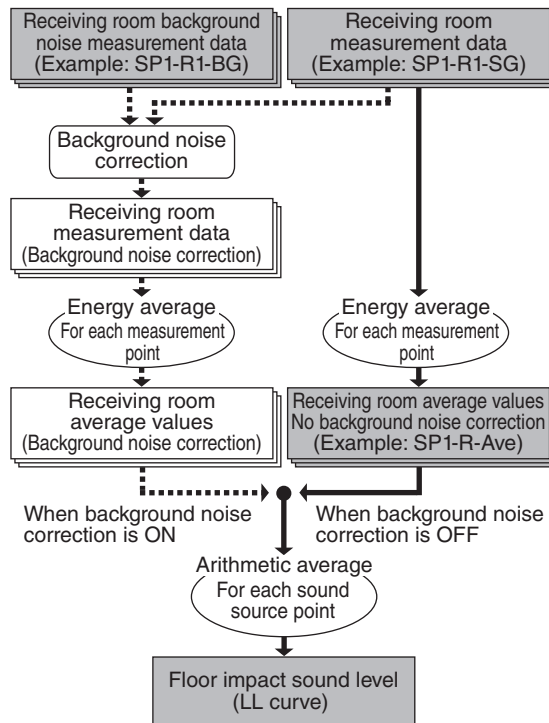 Receiving room background
noise measurement data
(Example: SP1-R1-BG)
Receiving room
measurement data
(Example: SP1-R1-SG)
Background noise
correction
Receiving room
measurement data
(Background noise correction)
Energy average
For each measurement
point
Energy average
For each measurement
point
Receiving room
average values
(Background noise correction)
Receiving room average values
No background noise correction
(Example: SP1-R-Ave)
When background noise
correction is ON
When background noise
correction is OFF
Arithmetic average
For each sound
source point
Floor impact sound level
(LL curve)